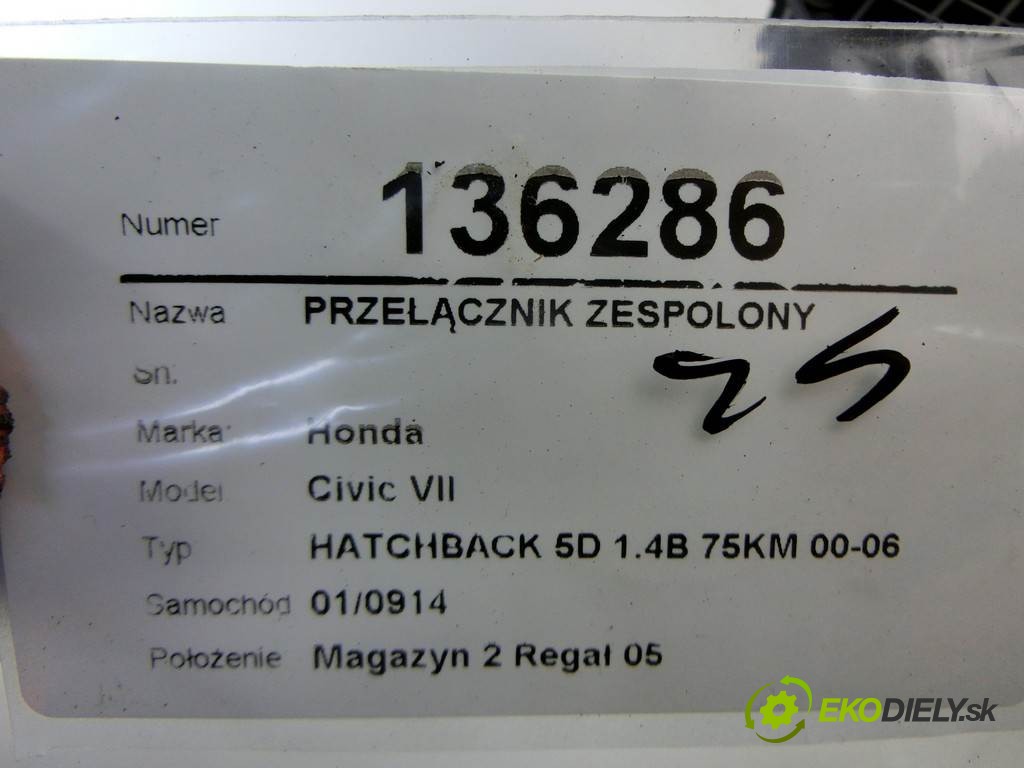 Numer 136286
Nazwa PRZEŁĄCZNIK ZESPOLONY
Sn.
25
Marka Honda
Model Civic VII
Typ HATCHBACK 5D 1.4B 75KM 00-06
Samochód 01/0914
Położenie Magazyn 2 Regał 05
EKODIELY.sk